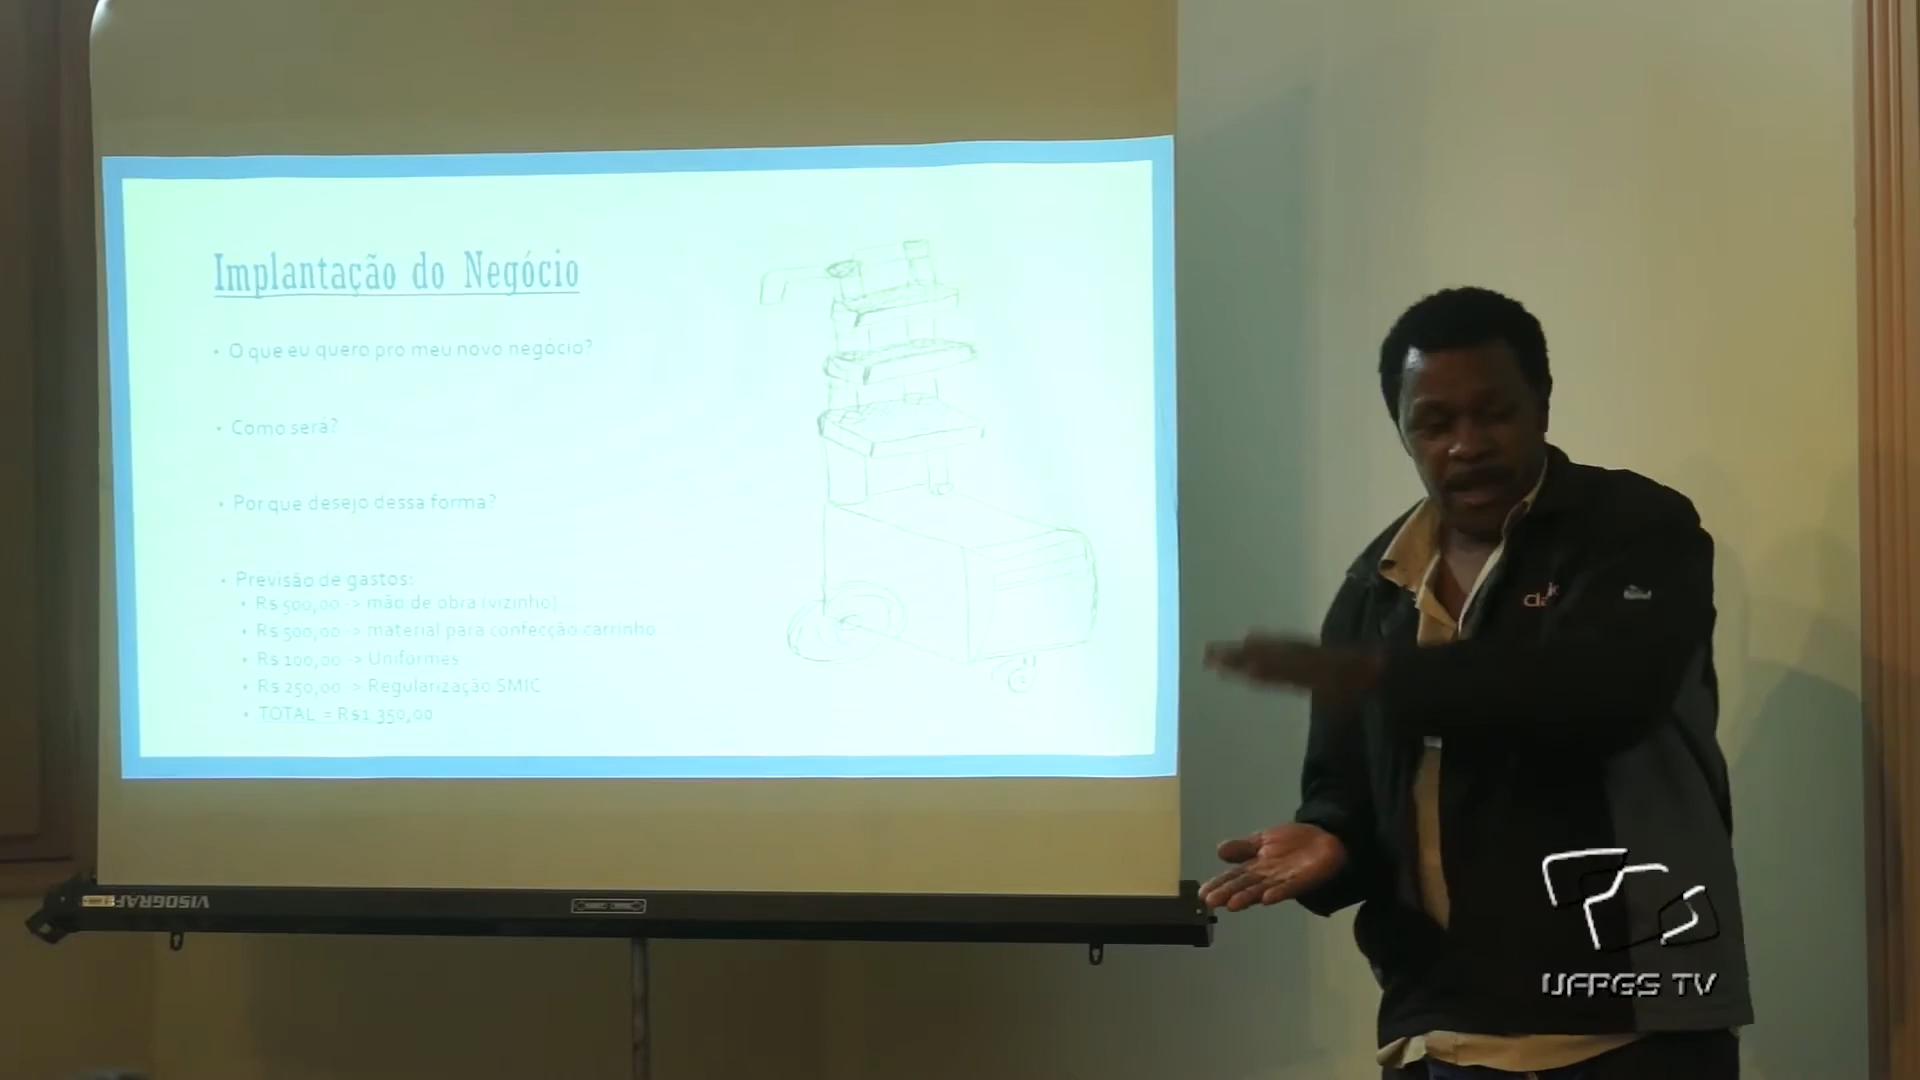 Implantação do Negócio
• O que eu quero pro meu novo negócio?
• Como será?
• Por que desejo dessa forma?
• Previsão de gastos:
• R$ 500,00 -> mão de obra (vizinho)
• R$ 500,00 -> material para confecção carrinho
• R$ 100,00 -> Uniformes
• R$ 250,00 -> Regularização SMIC
• TOTAL = R$1.350,00
VISOGRAF
UFRGS TV